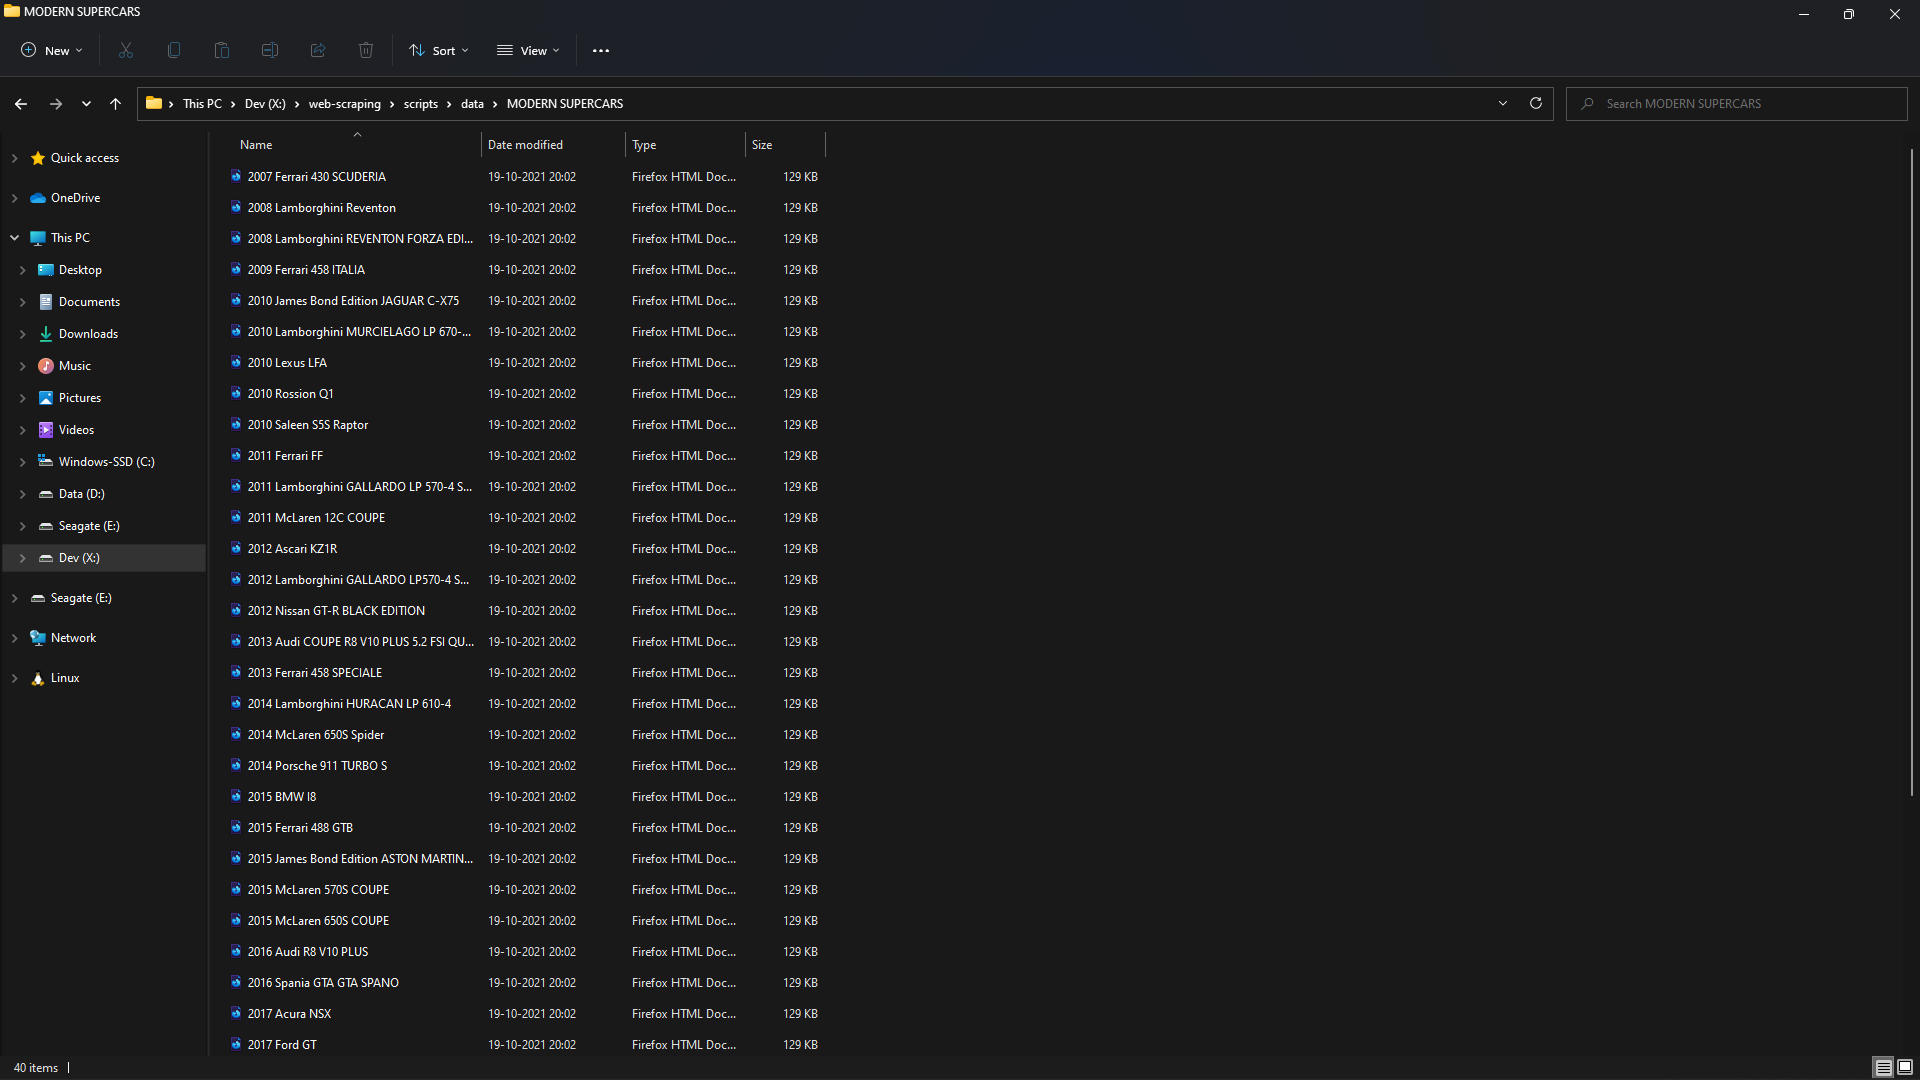 MODERN SUPERCARS
New
Sort
View
This PC
Dev (X:)
web-scraping
scripts
data
MODERN SUPERCARS
Search MODERN SUPERCARS
Quick access
OneDrive
This PC
Desktop
Documents
Downloads
Music
Pictures
Videos
Windows-SSD (C:)
Data (D:)
Seagate (E:)
Dev (X:)
Seagate (E:)
Network
Linux
Name Date modified Type Size
2007 Ferrari 430 SCUDERIA 19-10-2021 20:02 Firefox HTML Doc... 129 KB
2008 Lamborghini Reventon 19-10-2021 20:02 Firefox HTML Doc... 129 KB
2008 Lamborghini REVENTON FORZA EDI... 19-10-2021 20:02 Firefox HTML Doc... 129 KB
2009 Ferrari 458 ITALIA 19-10-2021 20:02 Firefox HTML Doc... 129 KB
2010 James Bond Edition JAGUAR C-X75 19-10-2021 20:02 Firefox HTML Doc... 129 KB
2010 Lamborghini MURCIELAGO LP 670-... 19-10-2021 20:02 Firefox HTML Doc... 129 KB
2010 Lexus LFA 19-10-2021 20:02 Firefox HTML Doc... 129 KB
2010 Rossion Q1 19-10-2021 20:02 Firefox HTML Doc... 129 KB
2010 Saleen S5S Raptor 19-10-2021 20:02 Firefox HTML Doc... 129 KB
2011 Ferrari FF 19-10-2021 20:02 Firefox HTML Doc... 129 KB
2011 Lamborghini GALLARDO LP 570-4 S... 19-10-2021 20:02 Firefox HTML Doc... 129 KB
2011 McLaren 12C COUPE 19-10-2021 20:02 Firefox HTML Doc... 129 KB
2012 Ascari KZ1R 19-10-2021 20:02 Firefox HTML Doc... 129 KB
2012 Lamborghini GALLARDO LP570-4 S... 19-10-2021 20:02 Firefox HTML Doc... 129 KB
2012 Nissan GT-R BLACK EDITION 19-10-2021 20:02 Firefox HTML Doc... 129 KB
2013 Audi COUPE R8 V10 PLUS 5.2 FSI QU... 19-10-2021 20:02 Firefox HTML Doc... 129 KB
2013 Ferrari 458 SPECIALE 19-10-2021 20:02 Firefox HTML Doc... 129 KB
2014 Lamborghini HURACAN LP 610-4 19-10-2021 20:02 Firefox HTML Doc... 129 KB
2014 McLaren 650S Spider 19-10-2021 20:02 Firefox HTML Doc... 129 KB
2014 Porsche 911 TURBO S 19-10-2021 20:02 Firefox HTML Doc... 129 KB
2015 BMW I8 19-10-2021 20:02 Firefox HTML Doc... 129 KB
2015 Ferrari 488 GTB 19-10-2021 20:02 Firefox HTML Doc... 129 KB
2015 James Bond Edition ASTON MARTIN... 19-10-2021 20:02 Firefox HTML Doc... 129 KB
2015 McLaren 570S COUPE 19-10-2021 20:02 Firefox HTML Doc... 129 KB
2015 McLaren 650S COUPE 19-10-2021 20:02 Firefox HTML Doc... 129 KB
2016 Audi R8 V10 PLUS 19-10-2021 20:02 Firefox HTML Doc... 129 KB
2016 Spania GTA GTA SPANO 19-10-2021 20:02 Firefox HTML Doc... 129 KB
2017 Acura NSX 19-10-2021 20:02 Firefox HTML Doc... 129 KB
2017 Ford GT 19-10-2021 20:02 Firefox HTML Doc... 129 KB
40 items